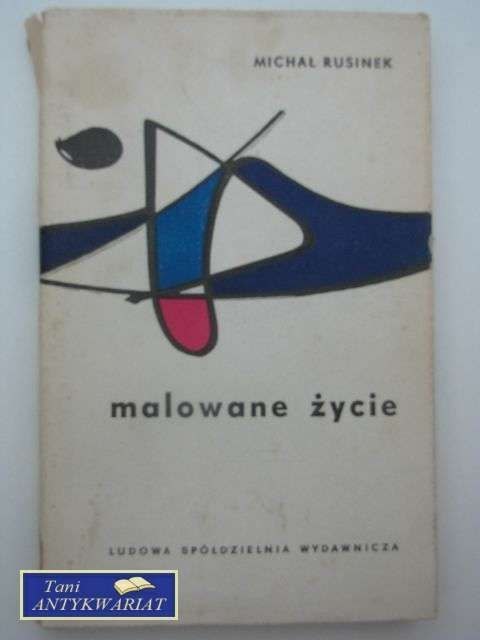 MICHAŁ RUSINEK
malowane życie
LUDOWA SPÓŁDZIELNIA WYDAWNICZA
Tani
ANTYKWARIAT